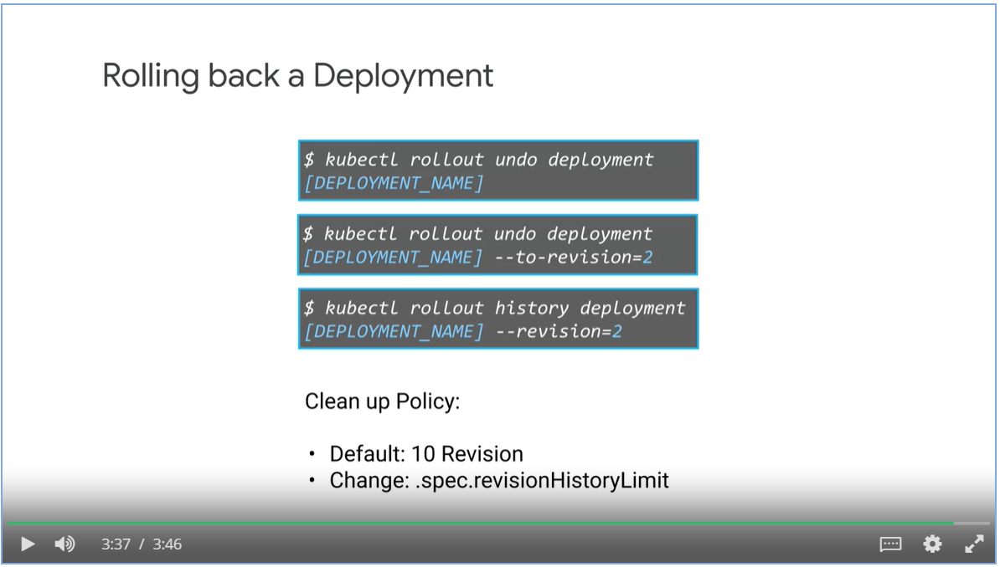 Rolling back a Deployment
$ kubectl rollout undo deployment
[DEPLOYMENT_NAME]
$ kubectl rollout undo deployment
[DEPLOYMENT_NAME] --to-revision=2
$ kubectl rollout history deployment
[DEPLOYMENT_NAME] --revision=2
Clean up Policy:
• Default: 10 Revision
• Change: .spec.revisionHistoryLimit
3:37 / 3:46